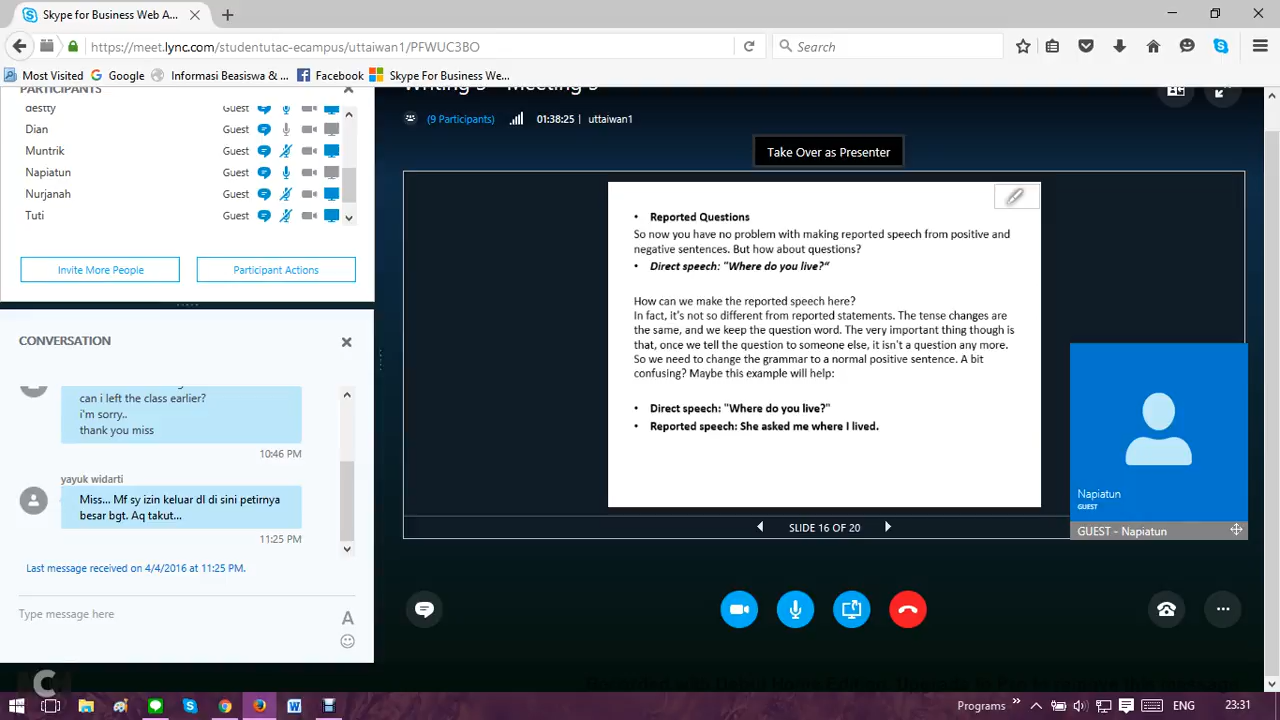 Skype for Business Web A...
https://meet.lync.com/studentutac-ecampus/uttaiwan1/PFWUC3BO
Search
Most Visited
Google
Informasi Beasiswa & ...
Facebook
Skype For Business We...
PARTICIPANTS
destty Guest
Dian Guest
Muntrik Guest
Napiatun Guest
Nurjanah Guest
Tuti Guest
Invite More People
Participant Actions
CONVERSATION
can i left the class earlier?
i'm sorry..
thank you miss
10:46 PM
yayuk widarti
Miss... Mf sy izin keluar dl di sini petirnya
besar bgt. Aq takut...
11:25 PM
Last message received on 4/4/2016 at 11:25 PM.
Type message here
A
(9 Participants)
01:38:25 | uttaiwan1
Take Over as Presenter
• Reported Questions
So now you have no problem with making reported speech from positive and
negative sentences. But how about questions?
• Direct speech: "Where do you live?"
How can we make the reported speech here?
In fact, it's not so different from reported statements. The tense changes are
the same, and we keep the question word. The very important thing though is
that, once we tell the question to someone else, it isn't a question any more.
So we need to change the grammar to a normal positive sentence. A bit
confusing? Maybe this example will help:
• Direct speech: "Where do you live?"
• Reported speech: She asked me where I lived.
SLIDE 16 OF 20
Napiatun
GUEST
GUEST - Napiatun
Programs
ENG
23:31